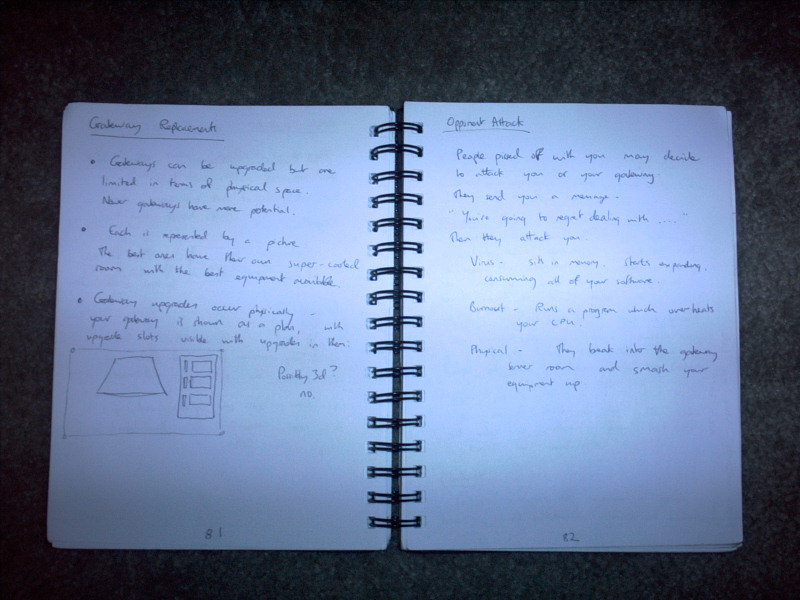 Gateway Replacements
• Gateways can be upgraded but are
limited in terms of physical space.
Newer gateways have more potential.
• Each is represented by a picture
The best ones have their own super-cooled
room with the best equipment available.
• Gateway upgrades occur physically -
your gateway is shown as a plan, with
upgrade slots visible with upgrades in them.
Possibly 3d?
no.
81
Opponent Attack
People pissed off with you may decide
to attack you or your gateway.
They send you a message -
"You're going to regret dealing with ....."
Then they attack you.
Virus - sits in memory. Starts expanding,
consuming all of your software.
Burnout - Runs a program which overheats
your CPU.
Physical - They break into the gateway
server room and smash your
equipment up
82